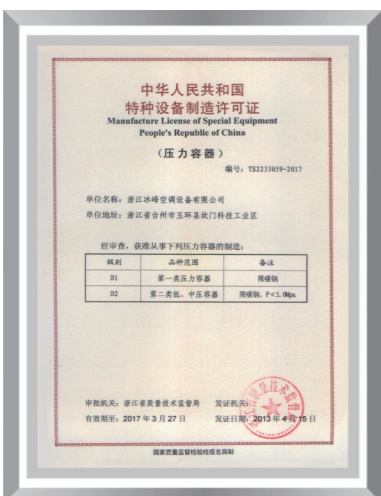 中华人民共和国
特种设备制造许可证
Manufacture License of Special Equipment
People's Republic of China
（压力容器）
编号：TS2233059-2017
单位名称：浙江冰峰空调设备有限公司
单位地址：浙江省台州市玉环县坎门科技工业区
经审查，获准从事下列压力容器的制造：
级别 品种范围 备注
D1 第一类压力容器 限碳钢
D2 第二类低、中压容器 限碳钢、P<5.0Mpa
审批机关：浙江省质量技术监督局 发证机关：
有效期至：2017 年 3 月 27 日 发证日期：2013 年 4 月 15 日
国家质量监督检验检疫总局制